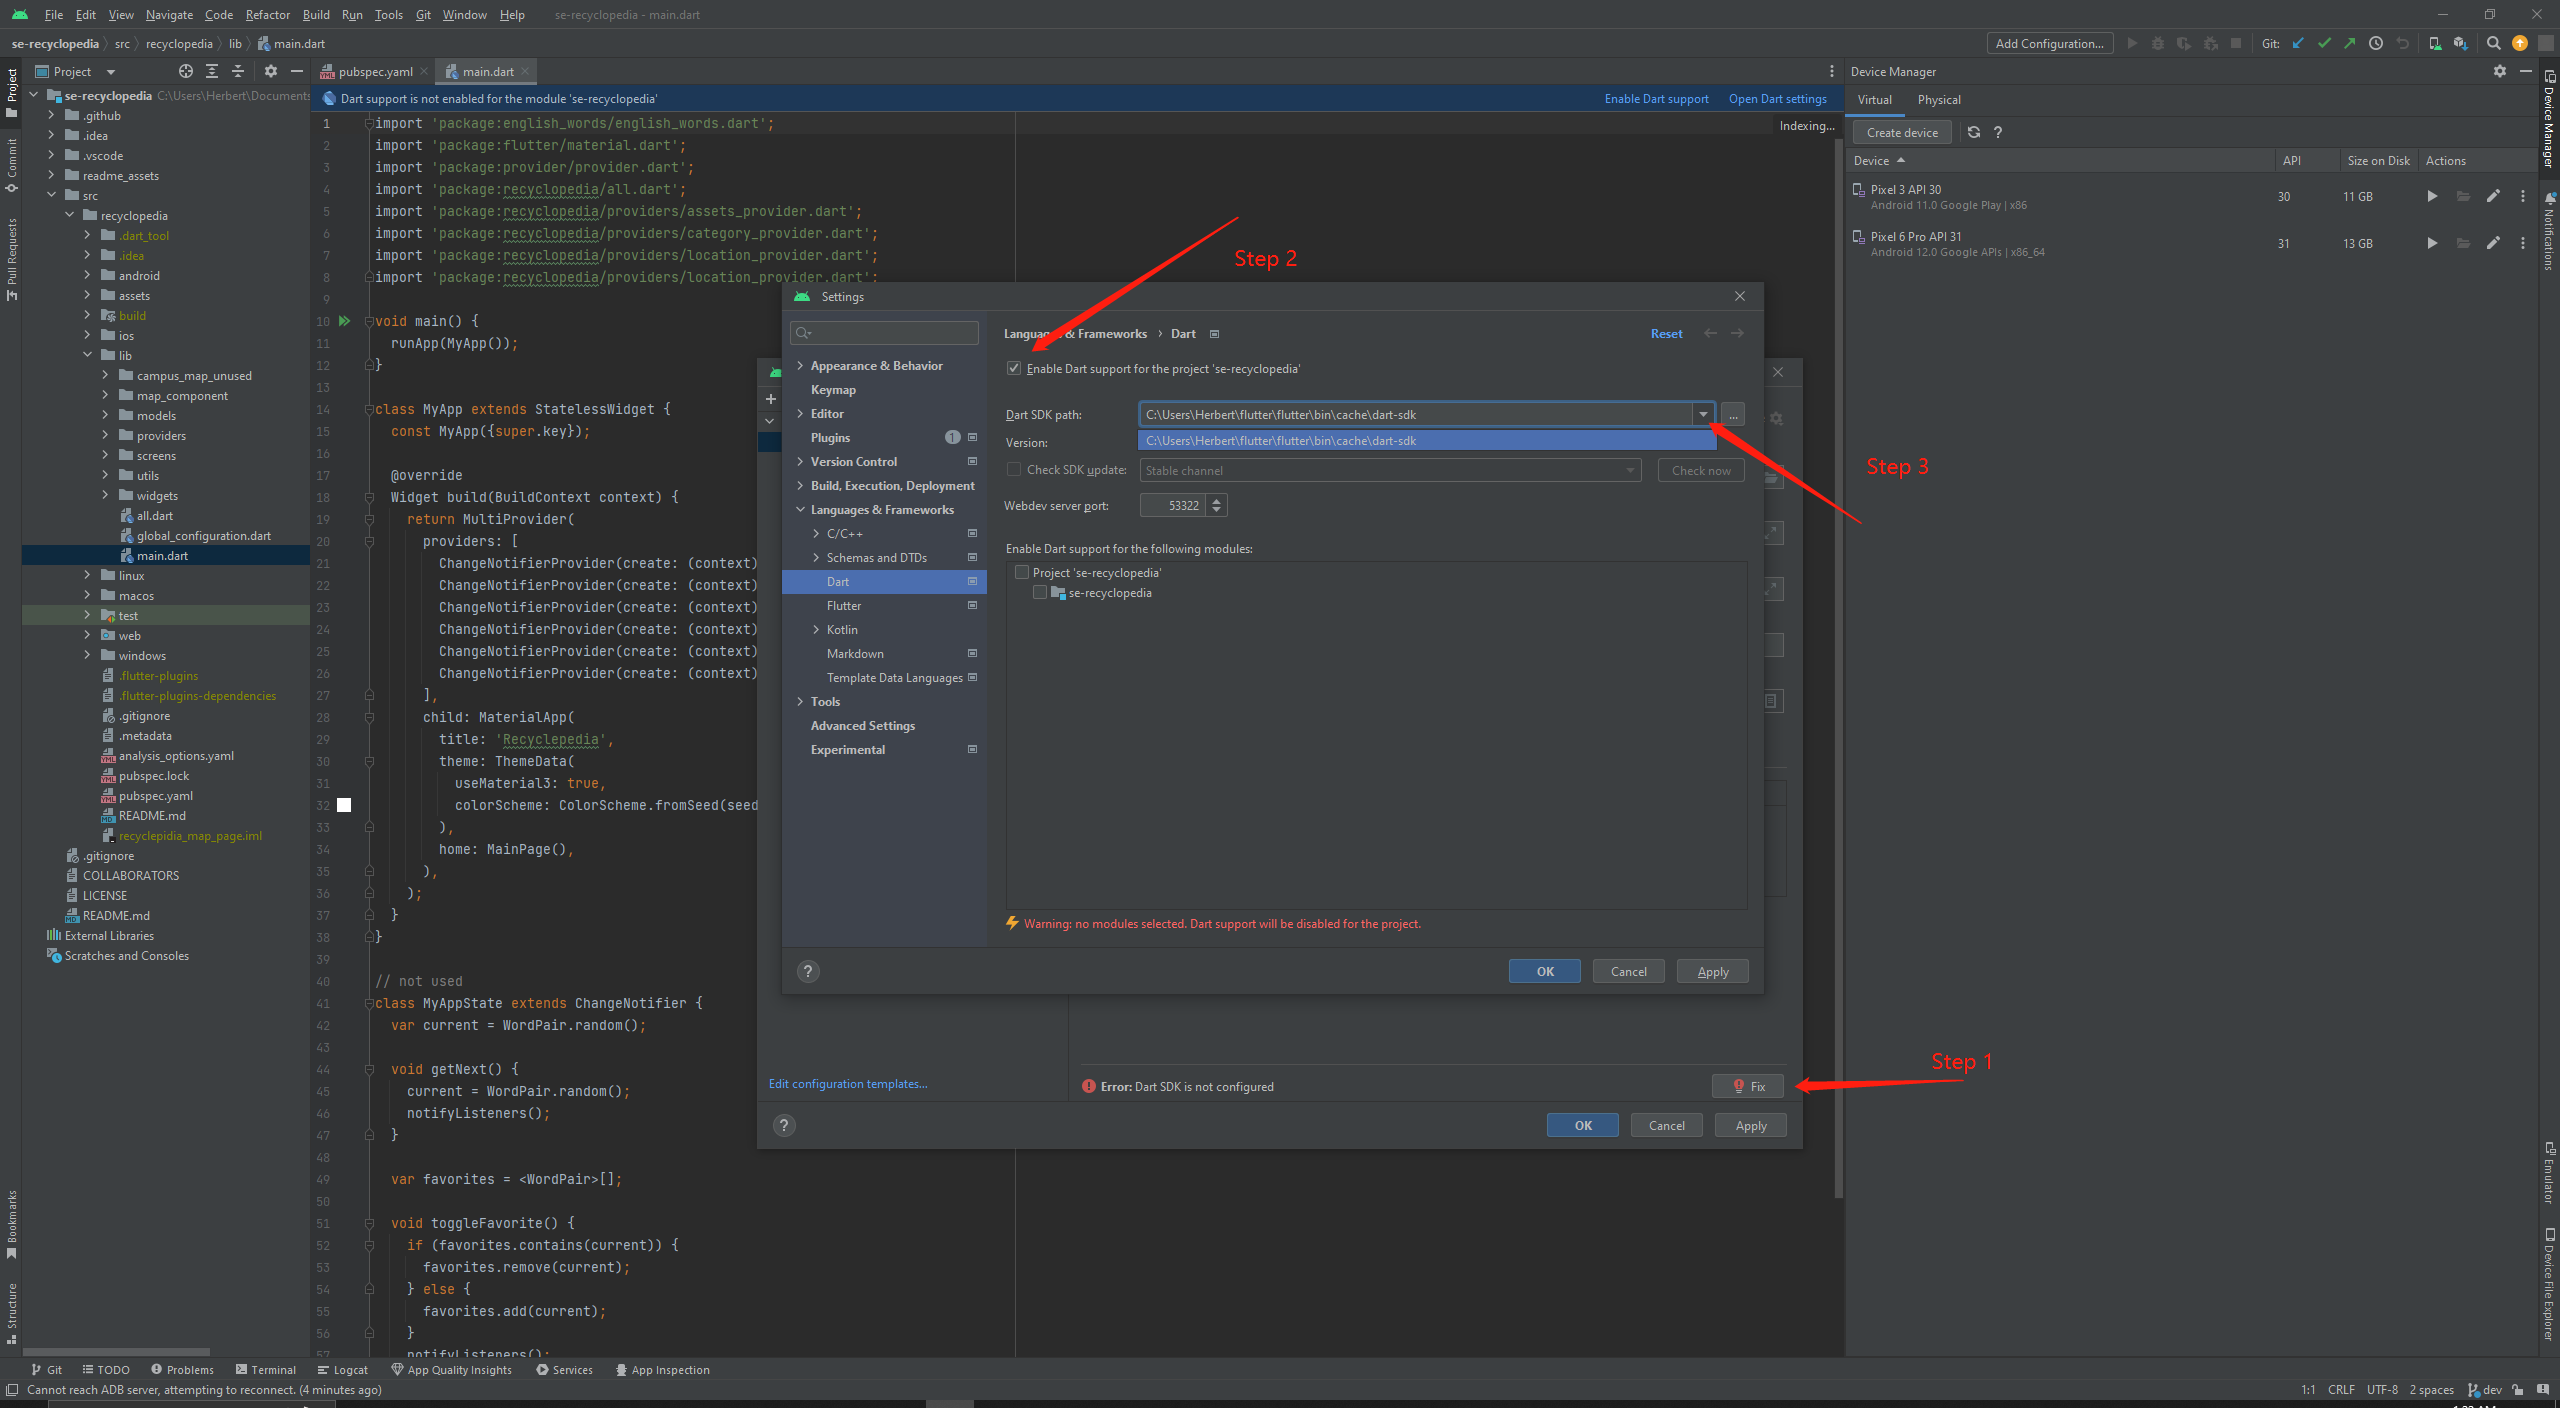 File Edit View Navigate Code Refactor Build Run Tools Git Window Help se-recyclopedia - main.dart
se-recyclopedia src recyclopedia lib main.dart Add Configuration... Git:
Project pubspec.yaml main.dart Device Manager
Dart support is not enabled for the module 'se-recyclopedia' Enable Dart support Open Dart settings
Virtual Physical
Create device ?
Device API Size on Disk Actions
Pixel 3 API 30 30 11 GB
Android 11.0 Google Play | x86
Pixel 6 Pro API 31 31 13 GB
Android 12.0 Google APIs | x86_64
Project
Commit
Pull Requests
Bookmarks
Structure
se-recyclopedia C:\Users\Herbert\Documents
.github
.idea
.vscode
readme_assets
src
recyclopedia
.dart_tool
.idea
android
assets
build
ios
lib
campus_map_unused
map_component
models
providers
screens
utils
widgets
all.dart
global_configuration.dart
main.dart
linux
macos
test
web
windows
.flutter-plugins
.flutter-plugins-dependencies
.gitignore
.metadata
analysis_options.yaml
pubspec.lock
pubspec.yaml
README.md
recyclepidia_map_page.iml
.gitignore
COLLABORATORS
LICENSE
README.md
External Libraries
Scratches and Consoles
Indexing...
1 import 'package:english_words/english_words.dart';
2 import 'package:flutter/material.dart';
3 import 'package:provider/provider.dart';
4 import 'package:recyclopedia/all.dart';
5 import 'package:recyclopedia/providers/assets_provider.dart';
6 import 'package:recyclopedia/providers/category_provider.dart';
7 import 'package:recyclopedia/providers/location_provider.dart';
8 import 'package:recyclopedia/providers/location_provider.dart';
9
10 void main() {
11 runApp(MyApp());
12 }
13
14 class MyApp extends StatelessWidget {
15 const MyApp({super.key});
16
17 @override
18 Widget build(BuildContext context) {
19 return MultiProvider(
20 providers: [
21 ChangeNotifierProvider(create: (context)
22 ChangeNotifierProvider(create: (context)
23 ChangeNotifierProvider(create: (context)
24 ChangeNotifierProvider(create: (context)
25 ChangeNotifierProvider(create: (context)
26 ChangeNotifierProvider(create: (context)
27 ],
28 child: MaterialApp(
29 title: 'Recyclepedia',
30 theme: ThemeData(
31 useMaterial3: true,
32 colorScheme: ColorScheme.fromSeed(seed
33 ),
34 home: MainPage(),
35 ),
36 );
37 }
38 }
39
40 // not used
41 class MyAppState extends ChangeNotifier {
42 var current = WordPair.random();
43
44 void getNext() {
45 current = WordPair.random();
46 notifyListeners();
47 }
48
49 var favorites = <WordPair>[];
50
51 void toggleFavorite() {
52 if (favorites.contains(current)) {
53 favorites.remove(current);
54 } else {
55 favorites.add(current);
56 }
57 notifyListeners();
Step 2
Settings
Appearance & Behavior
Keymap
Editor
Plugins 1
Version Control
Build, Execution, Deployment
Languages & Frameworks
C/C++
Schemas and DTDs
Dart
Flutter
Kotlin
Markdown
Template Data Languages
Tools
Advanced Settings
Experimental
Languages & Frameworks › Dart Reset
Enable Dart support for the project 'se-recyclopedia'
Dart SDK path: C:\Users\Herbert\flutter\flutter\bin\cache\dart-sdk ...
C:\Users\Herbert\flutter\flutter\bin\cache\dart-sdk
Version:
Check SDK update: Stable channel Check now
Step 3
Webdev server port: 53322
Enable Dart support for the following modules:
Project 'se-recyclopedia'
se-recyclopedia
Warning: no modules selected. Dart support will be disabled for the project.
? OK Cancel Apply
Step 1
Edit configuration templates...
Error: Dart SDK is not configured Fix
? OK Cancel Apply
Device Manager
Notifications
Emulator
Device File Explorer
Git TODO Problems Terminal Logcat App Quality Insights Services App Inspection
Cannot reach ADB server, attempting to reconnect. (4 minutes ago) 1:1 CRLF UTF-8 2 spaces dev